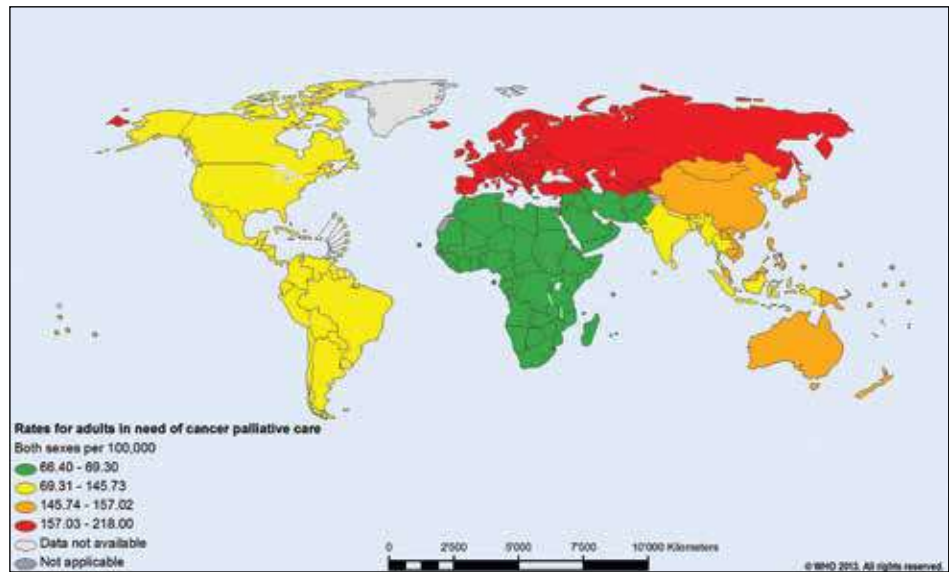 Rates for adults in need of cancer palliative care
Both sexes per 100,000
66.40 - 69.30
69.31 - 145.73
145.74 - 157.02
157.03 - 218.00
Data not available
Not applicable
0 2'500 5'000 7'500 10'000 Kilometers
© WHO 2013. All rights reserved.